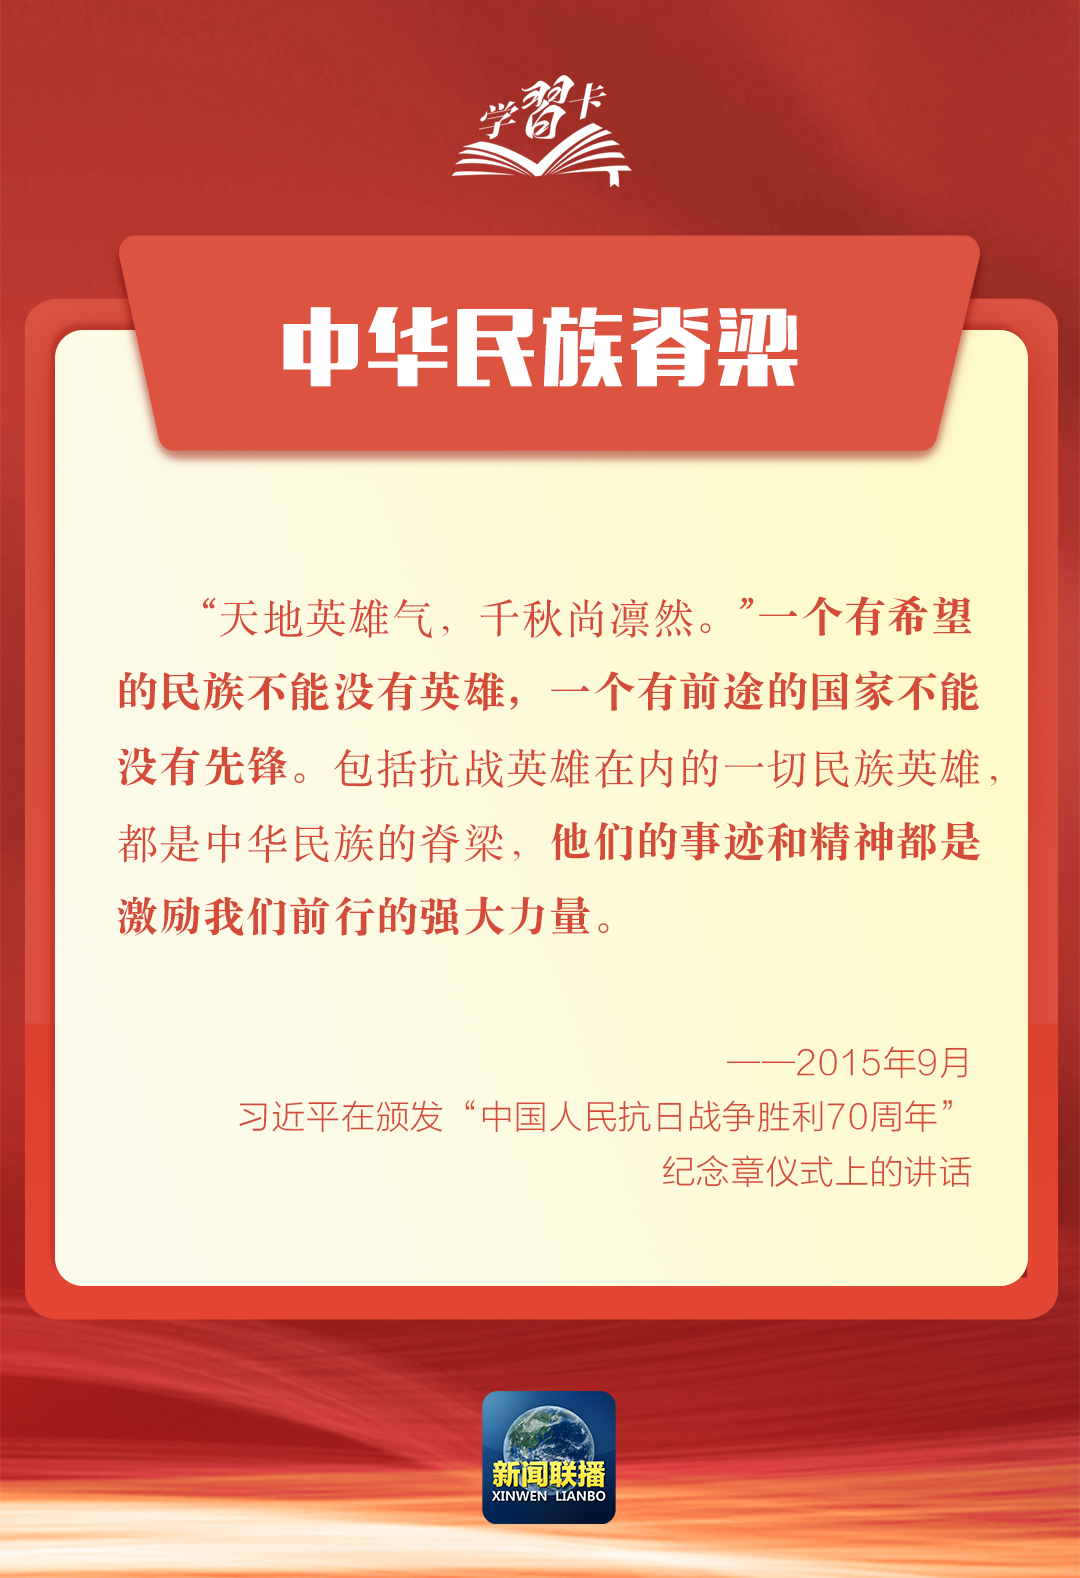 学習卡
中华民族脊梁
“天地英雄气，千秋尚凛然。”一个有希望
的民族不能没有英雄，一个有前途的国家不能
没有先锋。包括抗战英雄在内的一切民族英雄，
都是中华民族的脊梁，他们的事迹和精神都是
激励我们前行的强大力量。
——2015年9月
习近平在颁发“中国人民抗日战争胜利70周年”
纪念章仪式上的讲话
新闻联播
XINWEN LIANBO